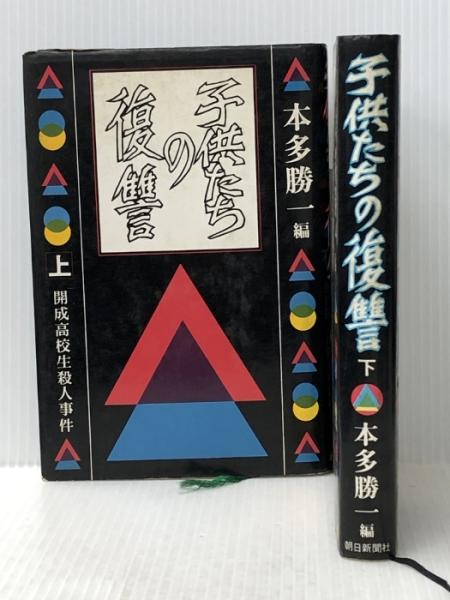 子供たち
の
復讐
本多勝一編
上
開成高校生殺人事件
子供たちの復讐
下
本多勝一編
朝日新聞社